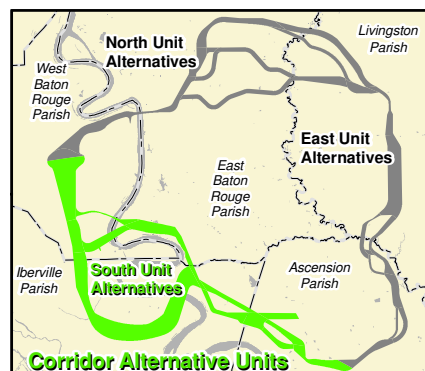 Livingston
Parish
North Unit
Alternatives
West
Baton
Rouge
Parish
East Unit
Alternatives
East
Baton
Rouge
Parish
Iberville
Parish
South Unit
Alternatives
Ascension
Parish
Corridor Alternative Units